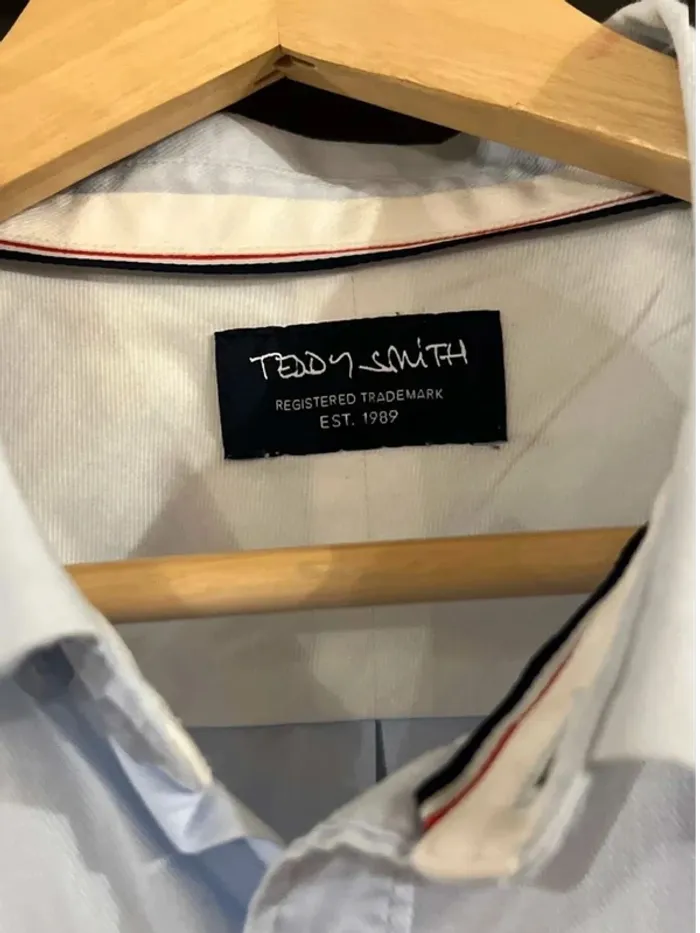 TEDDY SMITH
REGISTERED TRADEMARK
EST. 1989